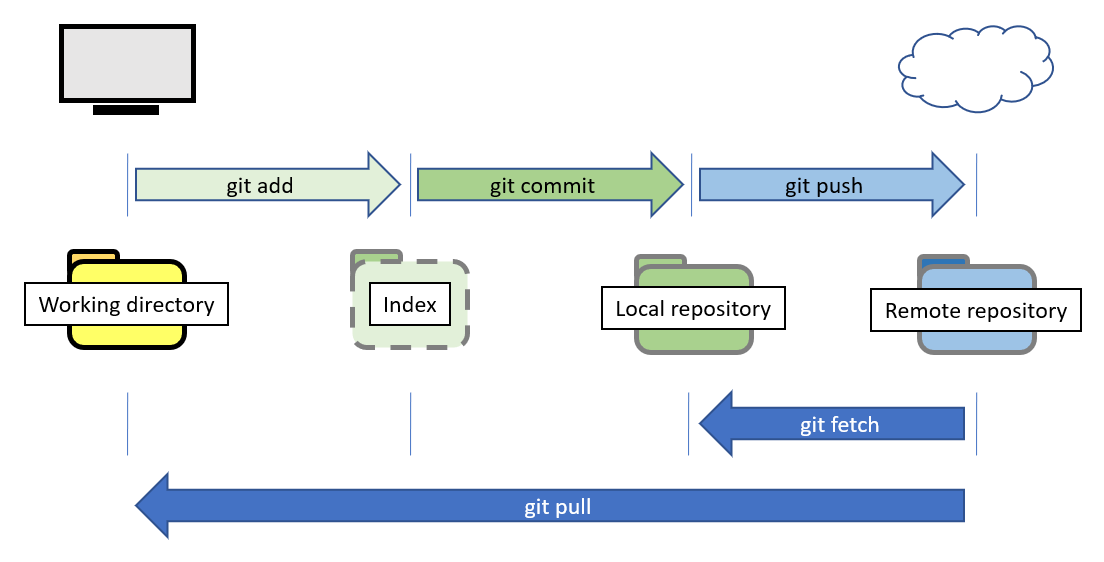 git add
git commit
git push
Working directory
Index
Local repository
Remote repository
git fetch
git pull